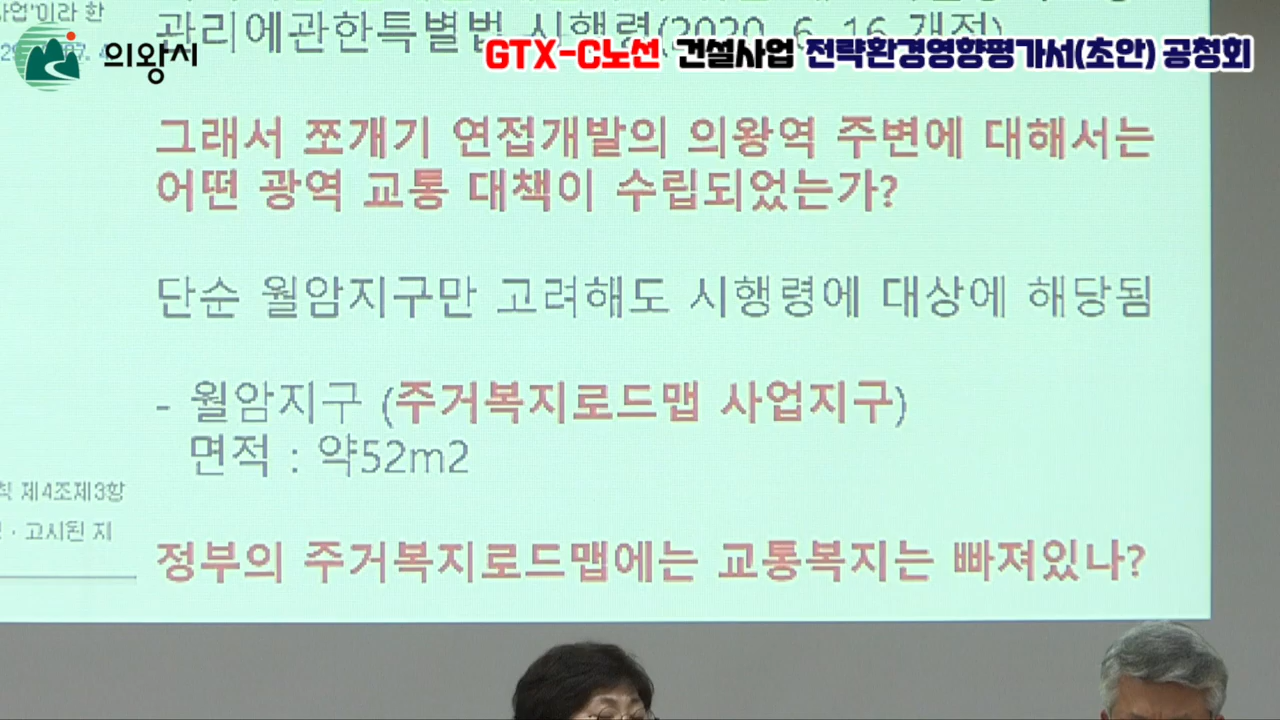 사업"이라 한
관리에관한특별법 시행령(2020. 6. 16 개정)
의왕시
GTX-C노선 건설사업 전략환경영향평가서(초안) 공청회
그래서 쪼개기 연접개발의 의왕역 주변에 대해서는
어떤 광역 교통 대책이 수립되었는가?
단순 월암지구만 고려해도 시행령에 대상에 해당됨
- 월암지구 (주거복지로드맵 사업지구)
면적 : 약52m2
칙 제4조제3항
· 고시된 지
정부의 주거복지로드맵에는 교통복지는 빠져있나?